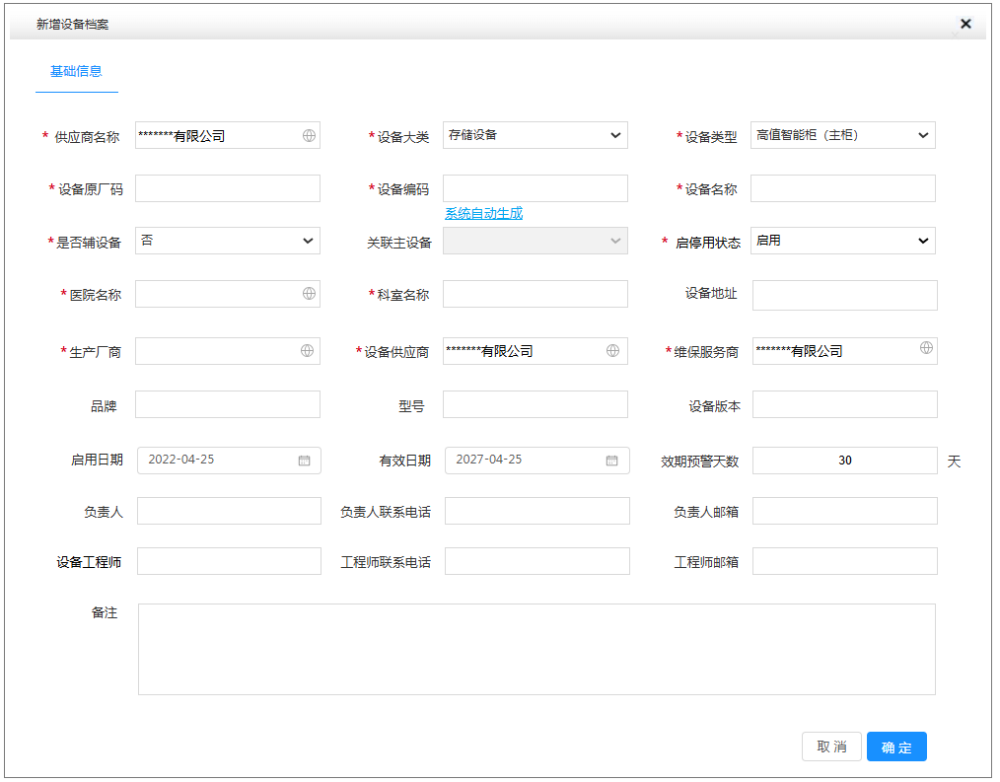 新增设备档案
基础信息
* 供应商名称 *******有限公司 *设备大类 存储设备 *设备类型 高值智能柜（主柜）
*设备原厂码 *设备编码 *设备名称
系统自动生成
*是否辅设备 否 关联主设备 * 启停用状态 启用
*医院名称 *科室名称 设备地址
*生产厂商 *设备供应商 *******有限公司 *维保服务商 *******有限公司
品牌 型号 设备版本
启用日期 2022-04-25 有效日期 2027-04-25 效期预警天数 30 天
负责人 负责人联系电话 负责人邮箱
设备工程师 工程师联系电话 工程师邮箱
备注
取 消 确 定